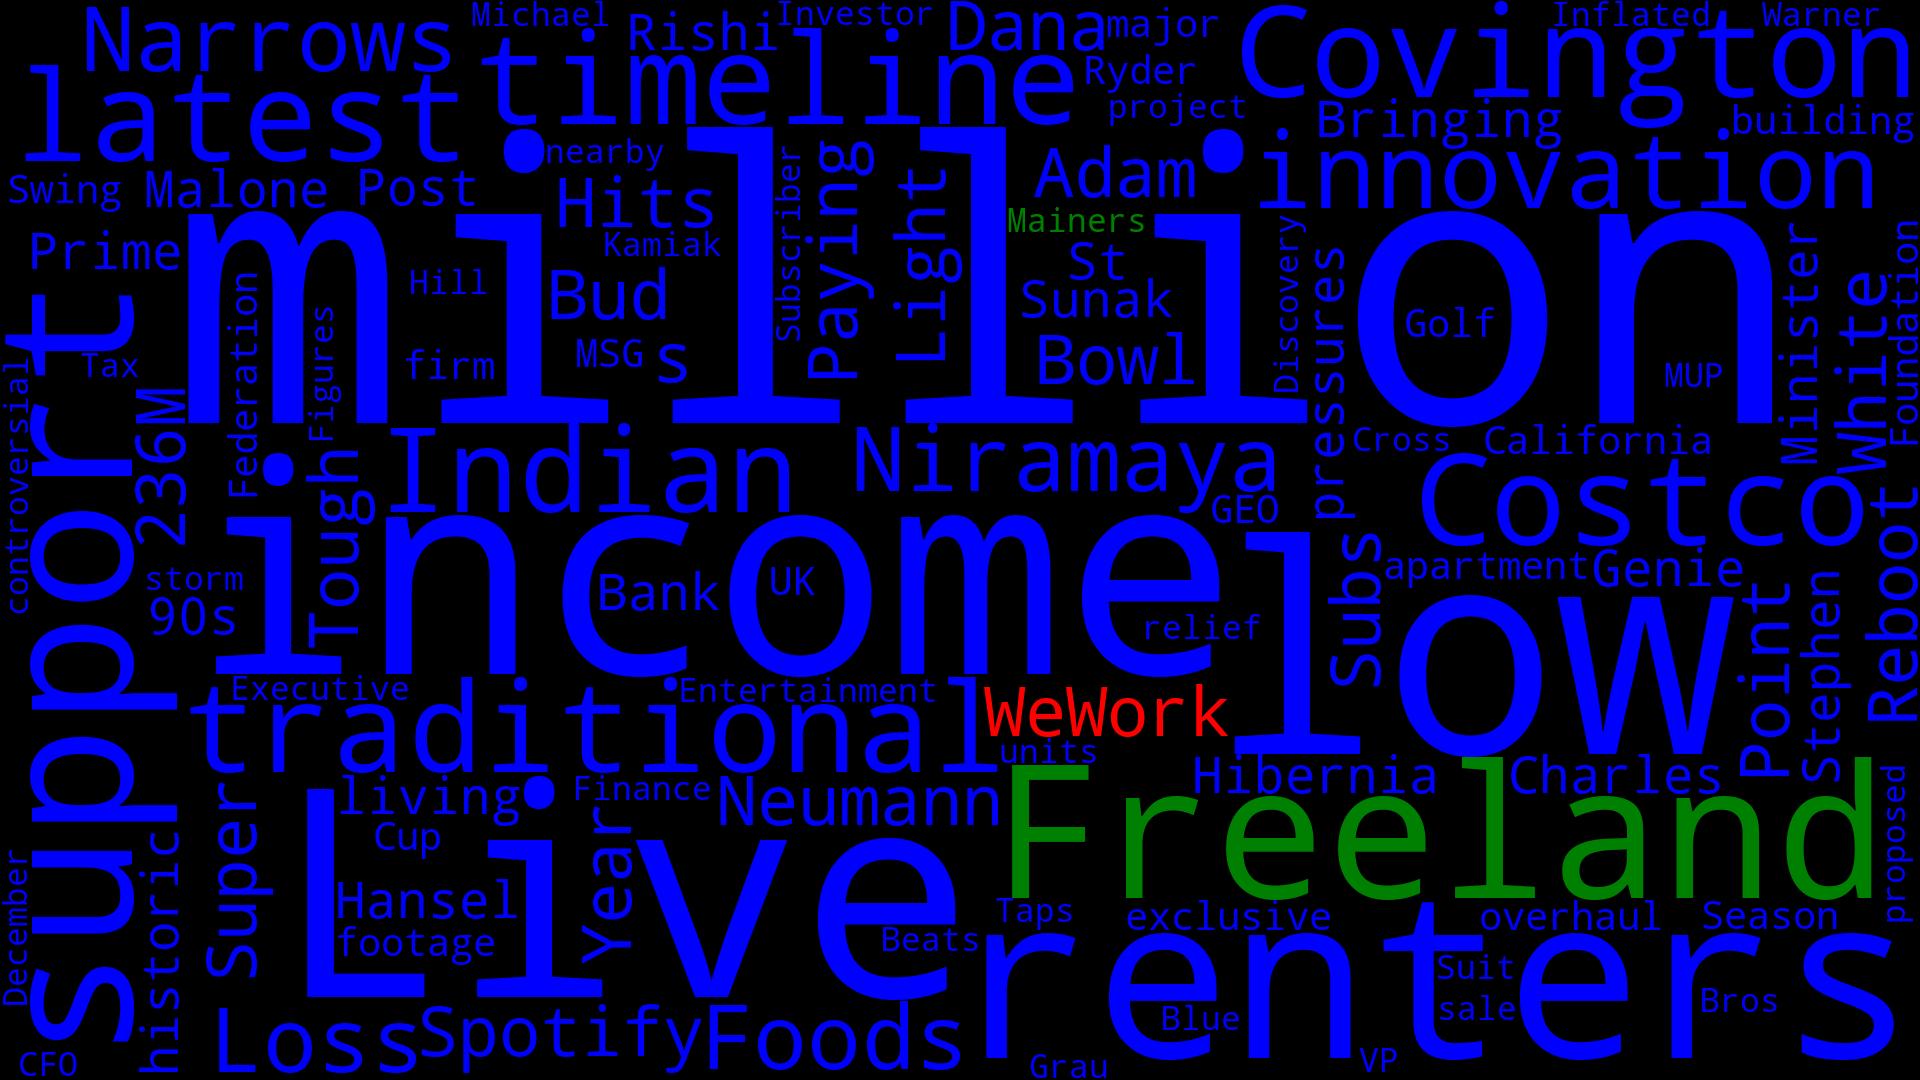 Narrows
Michael
Rishi
Investor
Dana
major
Covington
Inflated
Warner
latest
timeline
Ryder
project
Bringing
building
nearby
Swing
Malone
Post
Hits
Subscriber
Paying
Light
Adam
innovation
Mainers
million
Prime
Kamiak
St
Sunak
Discovery
pressures
Golf
Minister
White
Foundation
Hill
Bud
Federation
Figures
firm
MSG
s
Bowl
MUP
Tax
support
controversial
236M
Indian
Niramaya
Cross
California
Tough
GEO
Costco
Reboot
storm
90s
income
Bank
UK
relief
low
Subs
apartment
Genie
Point
Stephen
Executive
traditional
Entertainment
WeWork
units
living
Finance
Neumann
Freeland
Hibernia
Charles
proposed
Super
Cup
Live
Year
December
historic
Hansel
footage
Beats
Taps
exclusive
overhaul
Season
renters
Suit
sale
Bros
Blue
Loss
Spotify
Foods
CFO
Grau
VP